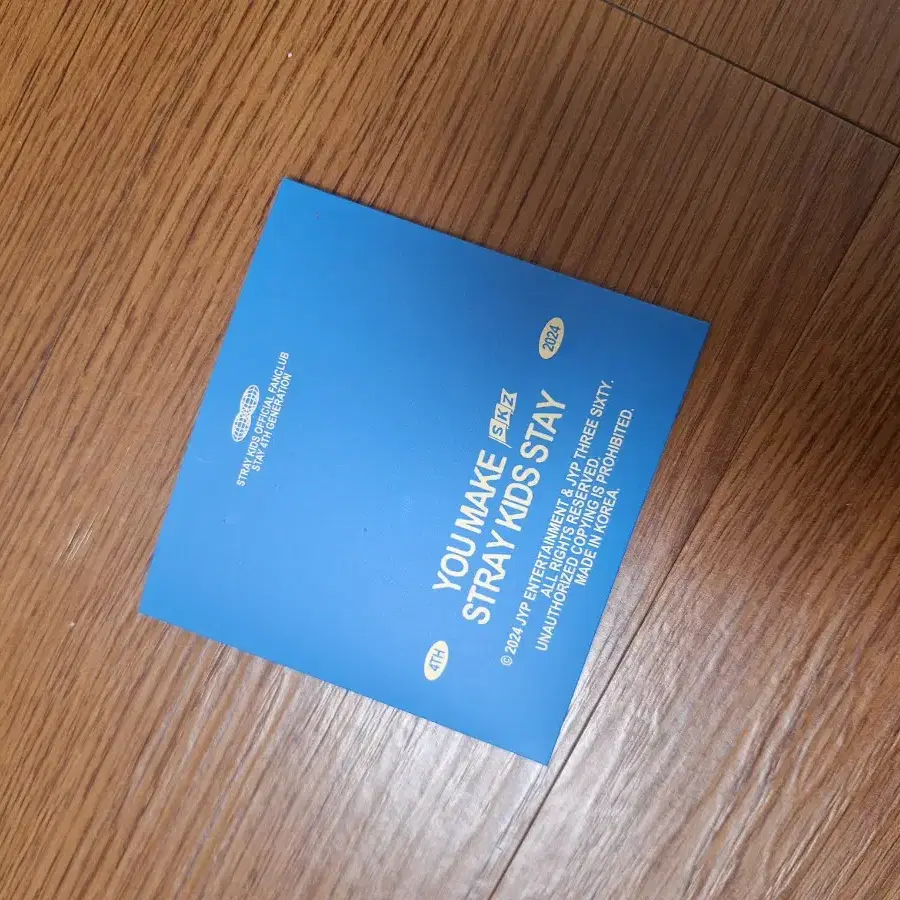 STRAY KIDS OFFICIAL FANCLUB
STAY 4TH GENERATION
4TH
YOU MAKE SKZ
STRAY KIDS STAY
2024
© 2024 JYP ENTERTAINMENT & JYP THREE SIXTY.
ALL RIGHTS RESERVED.
UNAUTHORIZED COPYING IS PROHIBITED.
MADE IN KOREA.